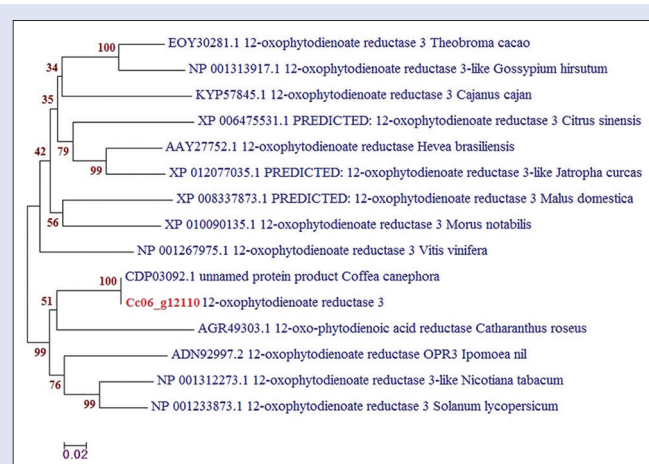 100
EOY30281.1 12-oxophytodienoate reductase 3 Theobroma cacao
34
NP 001313917.1 12-oxophytodienoate reductase 3-like Gossypium hirsutum
KYP57845.1 12-oxophytodienoate reductase 3 Cajanus cajan
35
XP 006475531.1 PREDICTED: 12-oxophytodienoate reductase 3 Citrus sinensis
42
79
AAY27752.1 12-oxophytodienoate reductase Hevea brasiliensis
99
XP 012077035.1 PREDICTED: 12-oxophytodienoate reductase 3-like Jatropha curcas
XP 008337873.1 PREDICTED: 12-oxophytodienoate reductase 3 Malus domestica
56
XP 010090135.1 12-oxophytodienoate reductase 3 Morus notabilis
NP 001267975.1 12-oxophytodienoate reductase 3 Vitis vinifera
100
CDP03092.1 unnamed protein product Coffea canephora
51
Cc06_g12110 12-oxophytodienoate reductase 3
AGR49303.1 12-oxo-phytodienoic acid reductase Catharanthus roseus
99
ADN92997.2 12-oxophytodienoate reductase OPR3 Ipomoea nil
76
NP 001312273.1 12-oxophytodienoate reductase 3-like Nicotiana tabacum
99
NP 001233873.1 12-oxophytodienoate reductase 3 Solanum lycopersicum
0.02